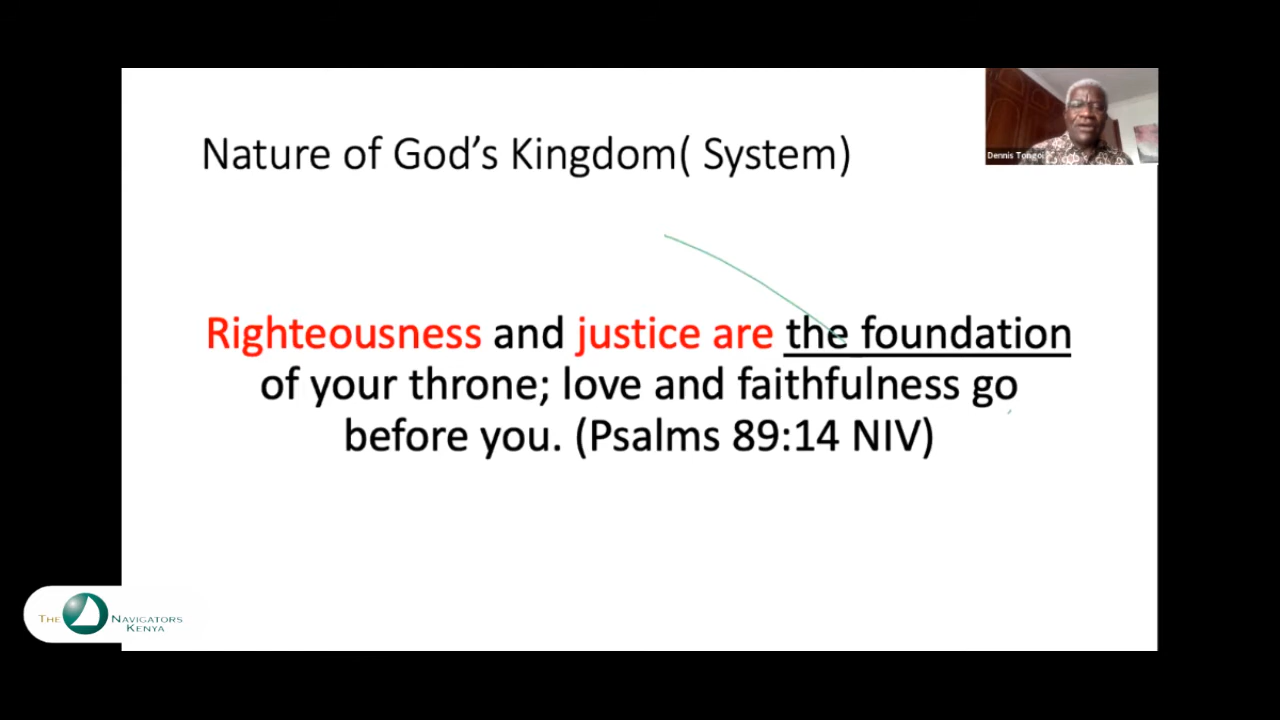 Nature of God's Kingdom( System)
Dennis Tongoi
Righteousness and justice are the foundation
of your throne; love and faithfulness go
before you. (Psalms 89:14 NIV)
THE NAVIGATORS
KENYA